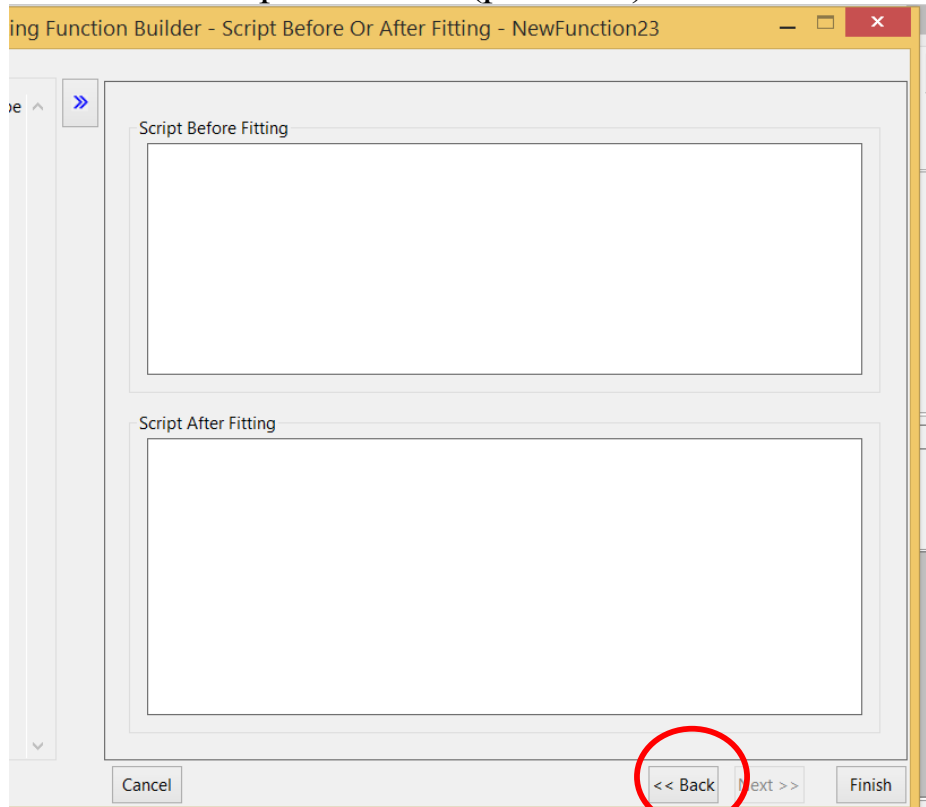 ing Function Builder - Script Before Or After Fitting - NewFunction23
Script Before Fitting
Script After Fitting
Cancel << Back Next >> Finish